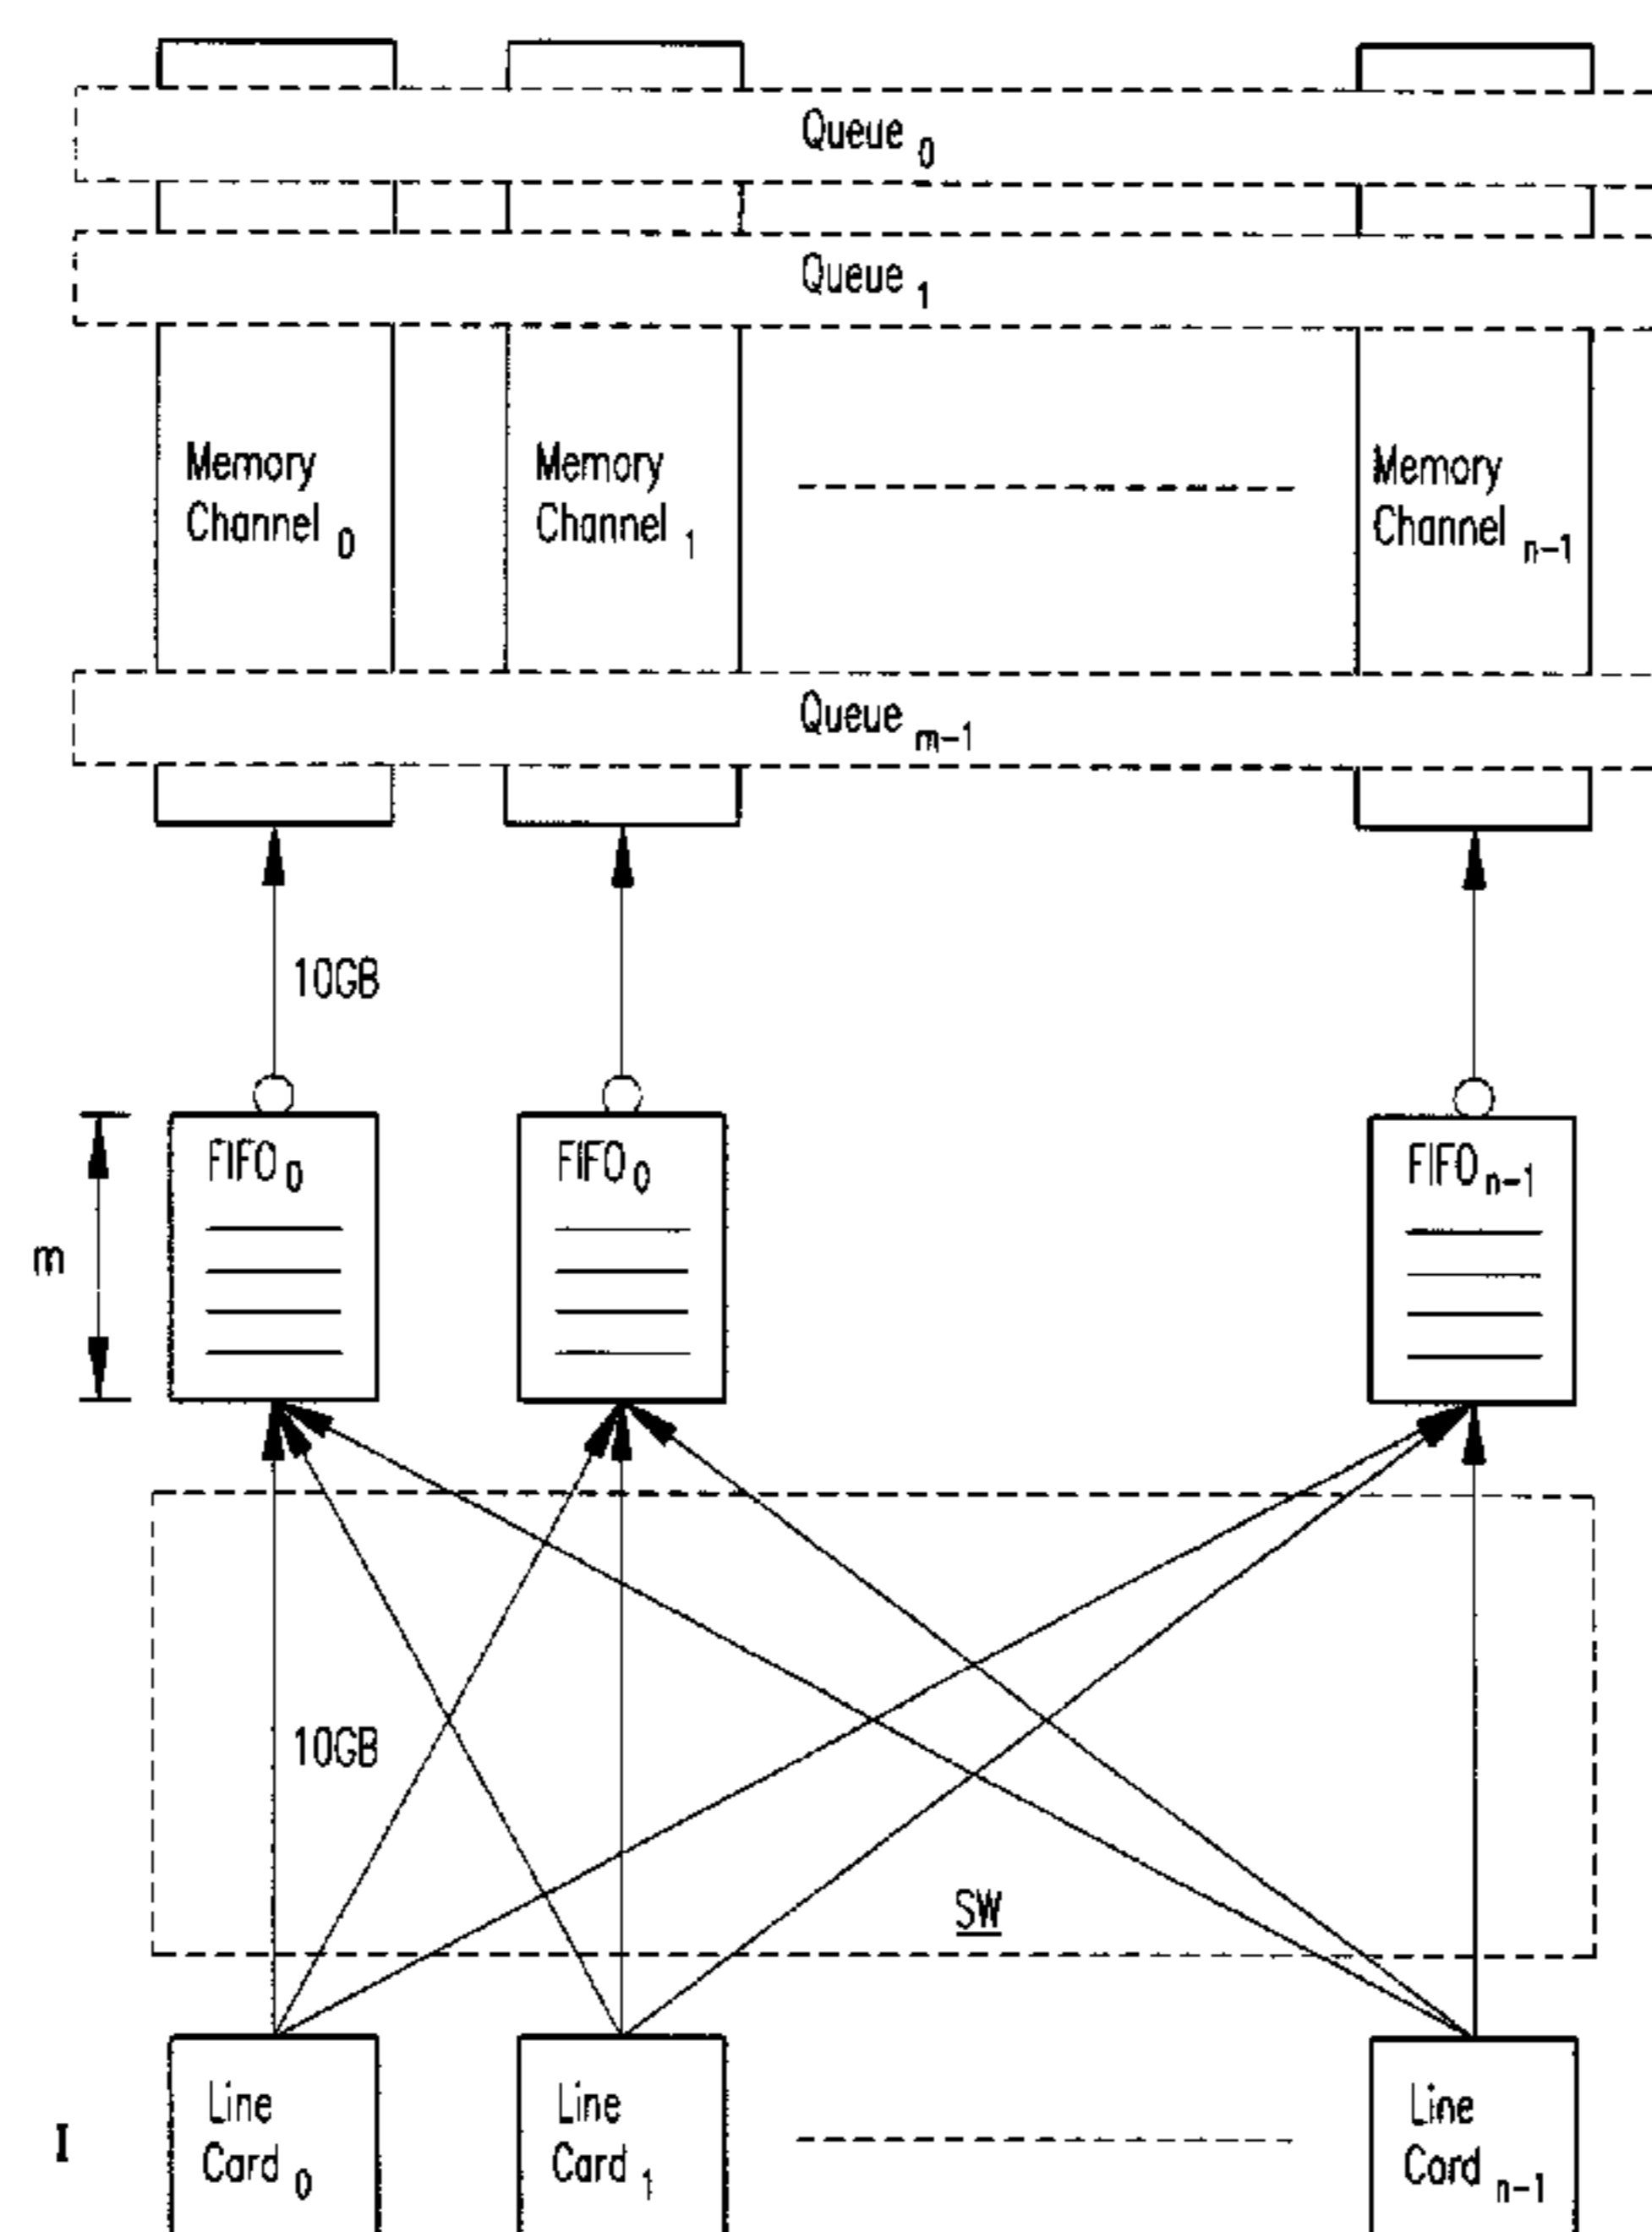 Queue 0
Queue 1
Memory
Channel 0
Memory
Channel 1
Memory
Channel n-1
Queue m-1
10GB
m
FIFO 0
FIFO 0
FIFO n-1
10GB
SW
I
Line
Card 0
Line
Card 1
Line
Card n-1